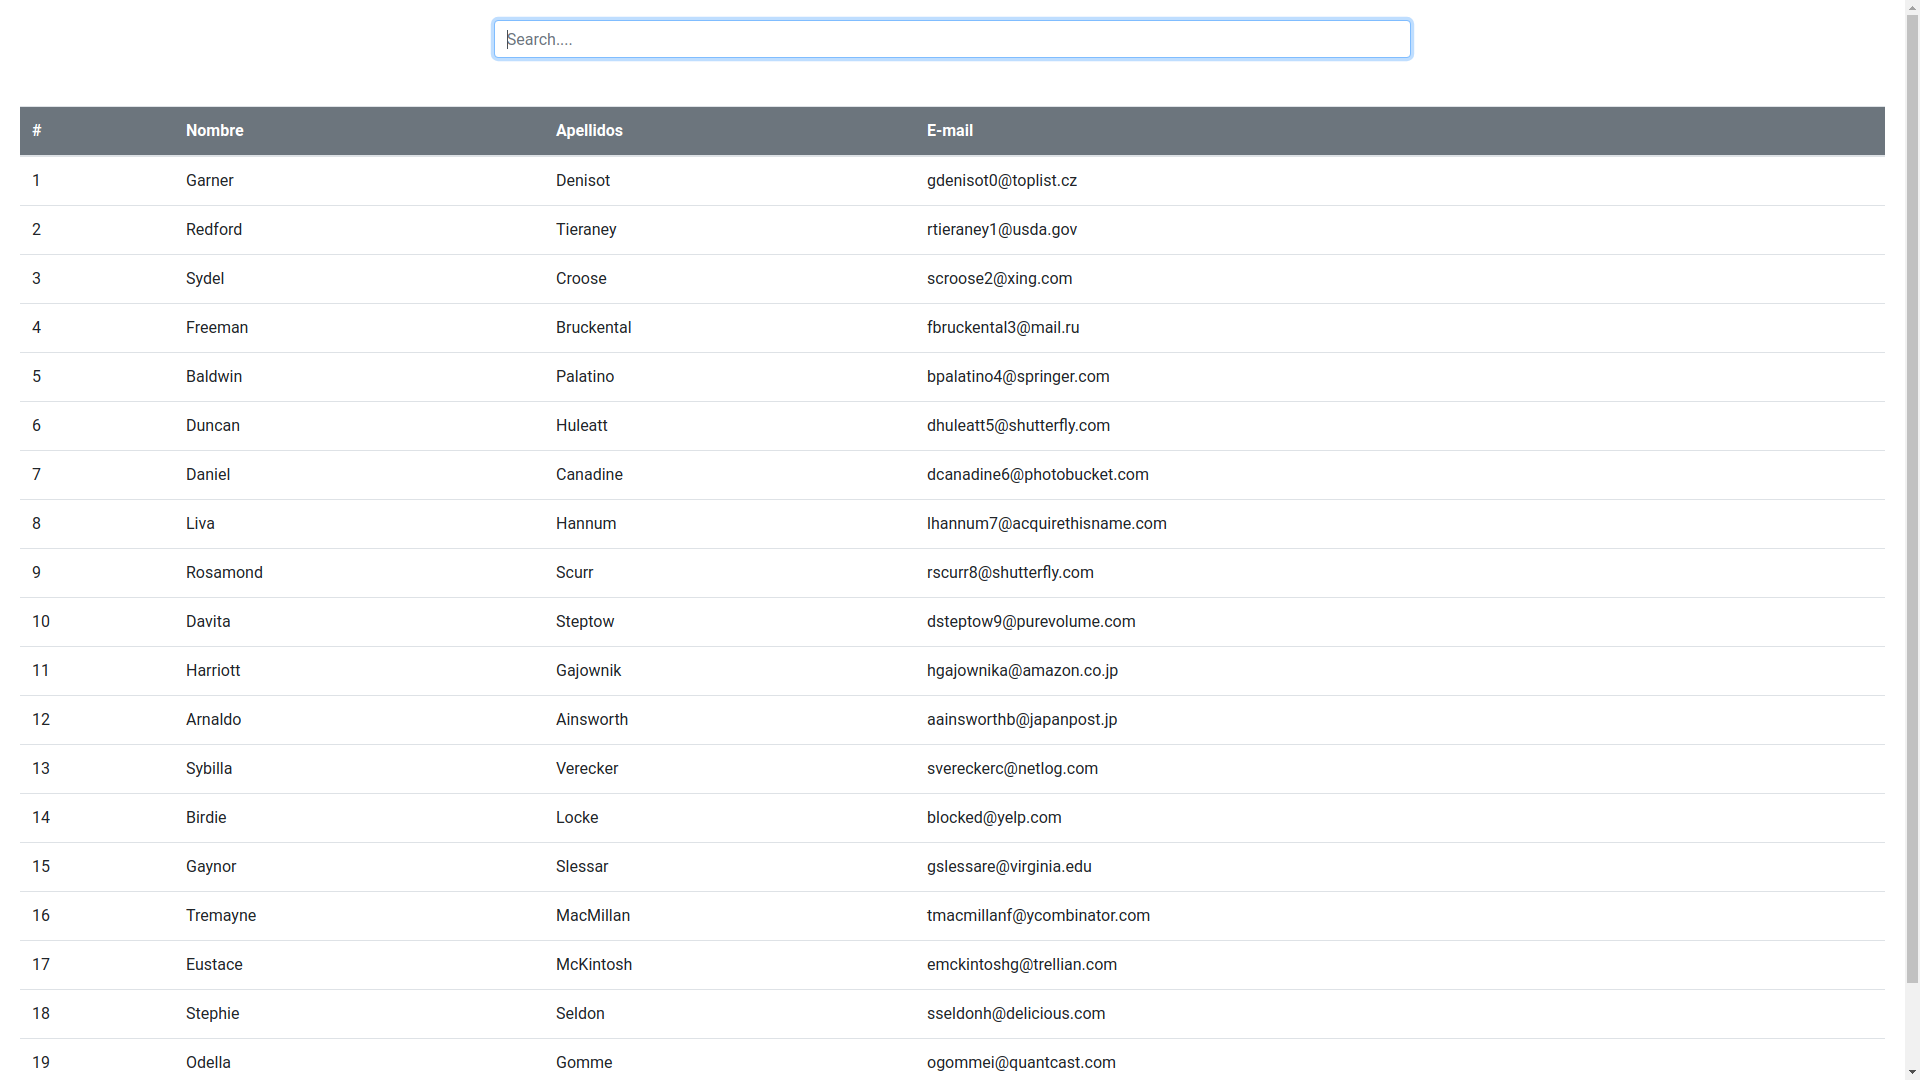 Search....
# Nombre Apellidos E-mail
1 Garner Denisot gdenisot0@toplist.cz
2 Redford Tieraney rtieraney1@usda.gov
3 Sydel Croose scroose2@xing.com
4 Freeman Bruckental fbruckental3@mail.ru
5 Baldwin Palatino bpalatino4@springer.com
6 Duncan Huleatt dhuleatt5@shutterfly.com
7 Daniel Canadine dcanadine6@photobucket.com
8 Liva Hannum lhannum7@acquirethisname.com
9 Rosamond Scurr rscurr8@shutterfly.com
10 Davita Steptow dsteptow9@purevolume.com
11 Harriott Gajownik hgajownika@amazon.co.jp
12 Arnaldo Ainsworth aainsworthb@japanpost.jp
13 Sybilla Verecker svereckerc@netlog.com
14 Birdie Locke blocked@yelp.com
15 Gaynor Slessar gslessare@virginia.edu
16 Tremayne MacMillan tmacmillanf@ycombinator.com
17 Eustace McKintosh emckintoshg@trellian.com
18 Stephie Seldon sseldonh@delicious.com
19 Odella Gomme ogommei@quantcast.com